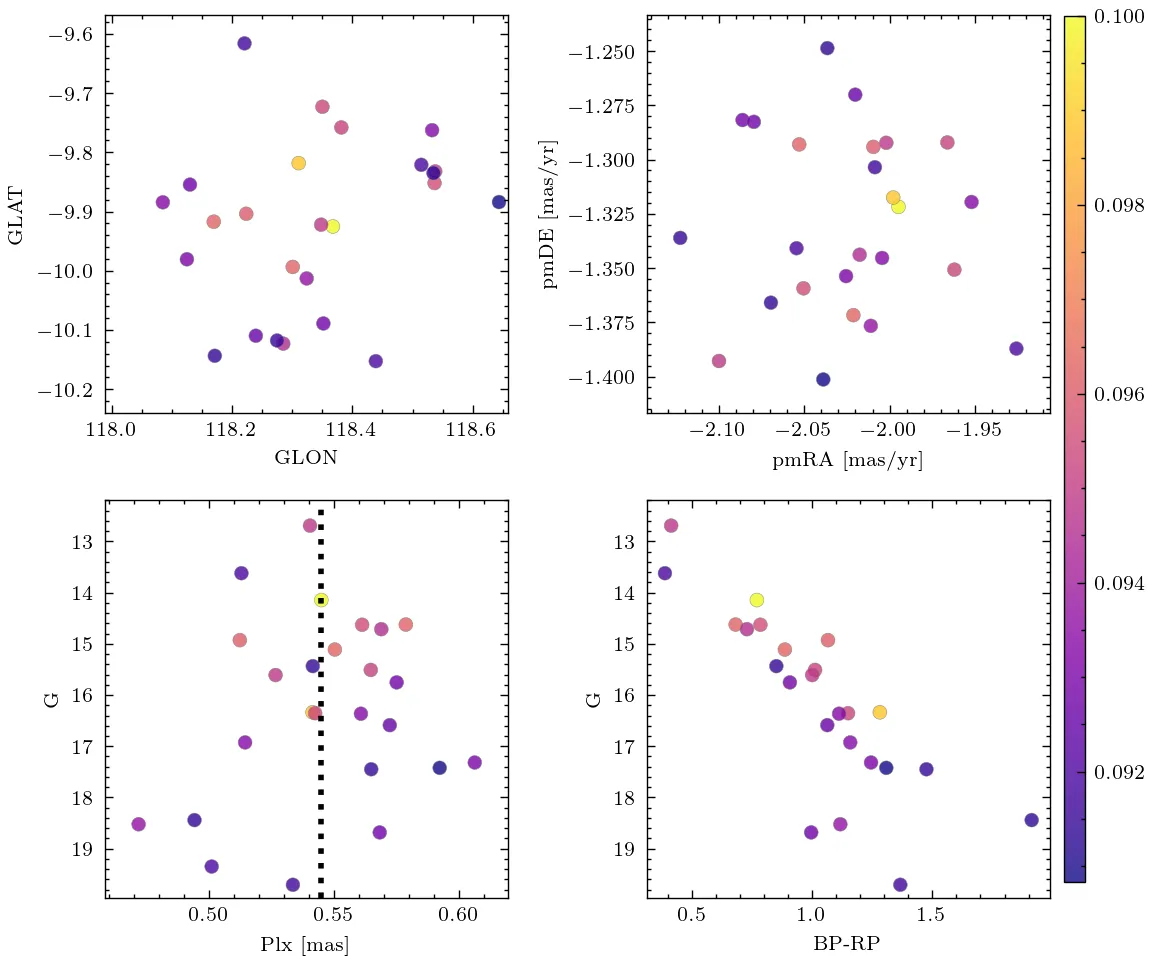 −9.6
−9.7
−9.8
−9.9
−10.0
−10.1
−10.2
GLAT
118.0 118.2 118.4 118.6
GLON
−1.250
−1.275
−1.300
−1.325
−1.350
−1.375
−1.400
pmDE [mas/yr]
−2.10 −2.05 −2.00 −1.95
pmRA [mas/yr]
0.100
0.098
0.096
0.094
0.092
13
14
15
16
17
18
19
G
0.50 0.55 0.60
Plx [mas]
13
14
15
16
17
18
19
G
0.5 1.0 1.5
BP-RP